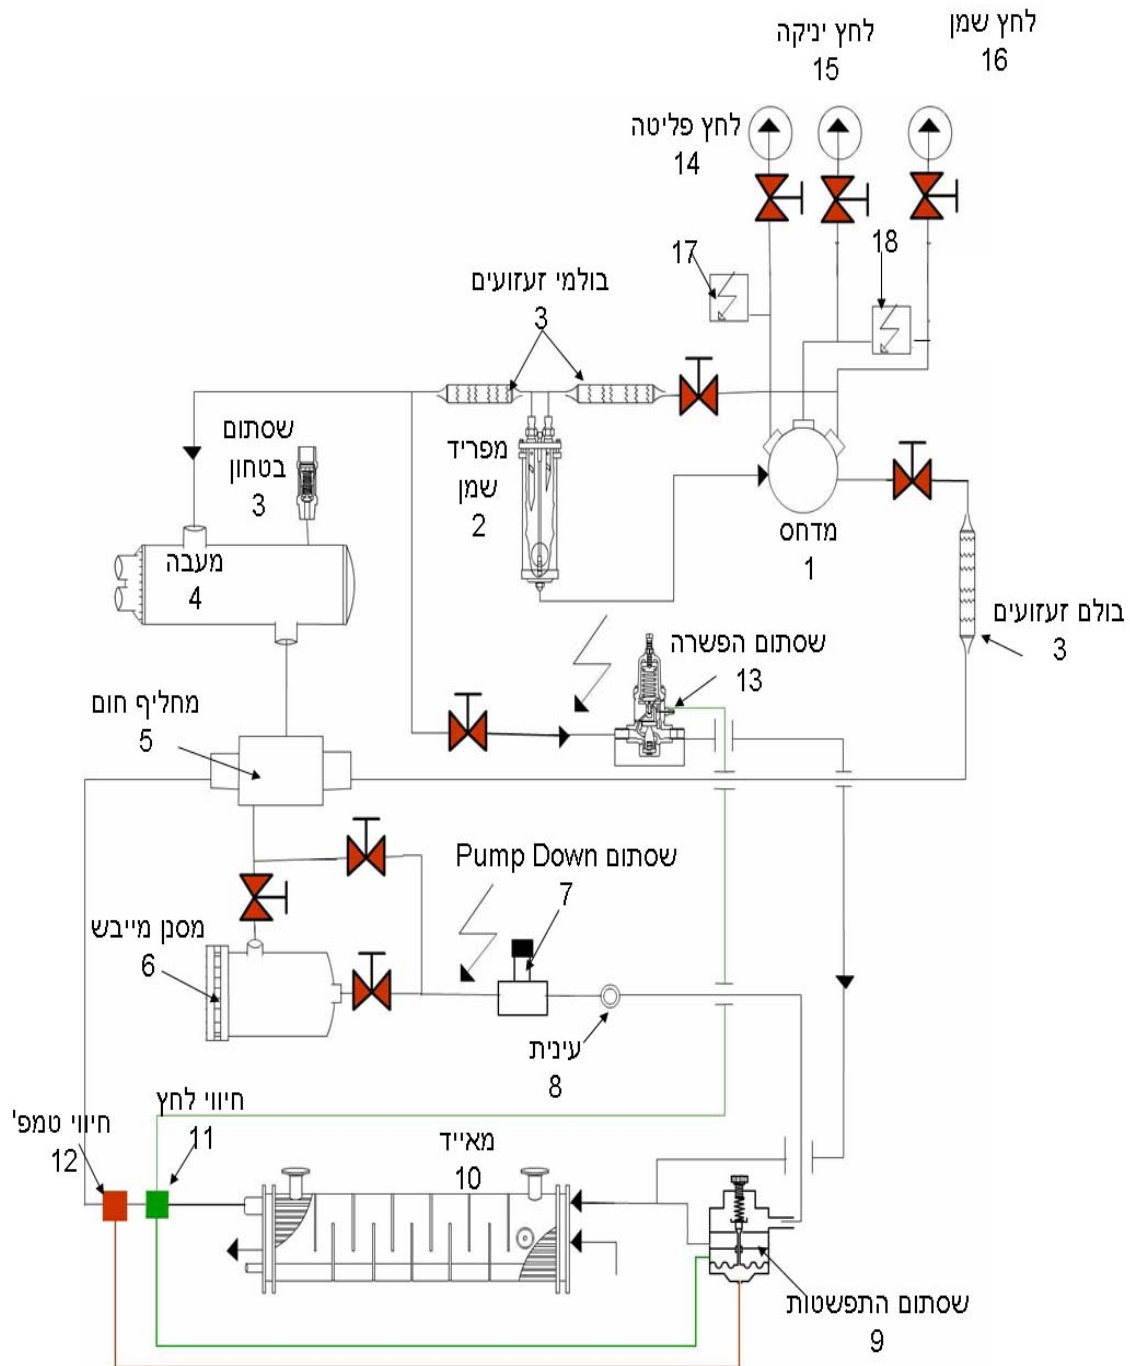 לחץ שמן
16
לחץ יניקה
15
לחץ פליטה
14
17
18
בולמי זעזועים
3
שסתום
בטחון
3
מפריד
שמן
2
מדחס
1
מעבה
4
בולם זעזועים
3
שסתום הפשרה
13
מחליף חום
5
שסתום Pump Down
7
מסנן מייבש
6
עינית
8
חיווי לחץ
11
חיווי טמפ'
12
מאייד
10
שסתום התפשטות
9